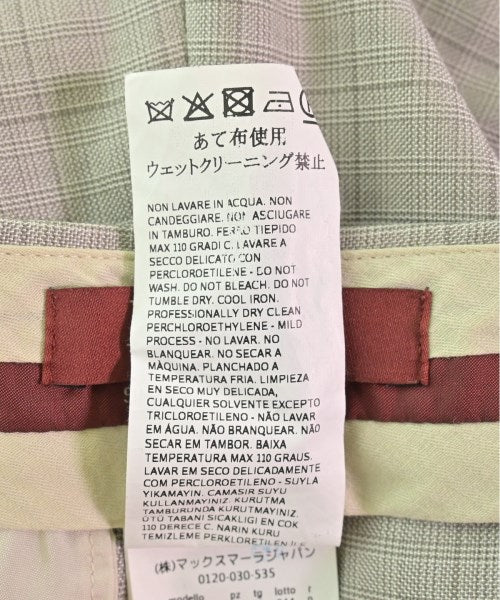 あて布使用
ウェットクリーニング禁止
NON LAVARE IN ACQUA. NON
CANDEGGIARE. NON ASCIUGARE
IN TAMBURO. FERRO TIEPIDO
MAX 110 GRADI C. LAVARE A
SECCO DELICATO CON
PERCLOROETILENE - DO NOT
WASH. DO NOT BLEACH. DO NOT
TUMBLE DRY. COOL IRON.
PROFESSIONALLY DRY CLEAN
PERCHLOROETHYLENE - MILD
PROCESS - NO LAVAR. NO
BLANQUEAR. NO SECAR A
MÁQUINA. PLANCHADO A
TEMPERATURA FRIA. LIMPIEZA
EN SECO MUY DELICADA,
CUALQUIER SOLVENTE EXCEPTO
TRICLOROETILENO - NÃO LAVAR
EM ÁGUA. NÃO BRANQUEAR. NÃO
SECAR EM TAMBOR. BAIXA
TEMPERATURA MAX 110 GRAUS.
LAVAR EM SECO DELICADAMENTE
COM PERCLOROETILENO - SUYLA
YIKAMAYIN. CAMASIR SUYU
KULLANMAYINIZ. KURUTMA
TAMBURUNDA KURUTMAYINIZ.
ÜTÜ TABANI SICAKLIGI EN COK
110 DERECE C. NARIN KURU
TEMIZLEME PERKLORETILEN ILE
(株)マックスマーラジャパン
0120-030-535
modello pz tg lotto